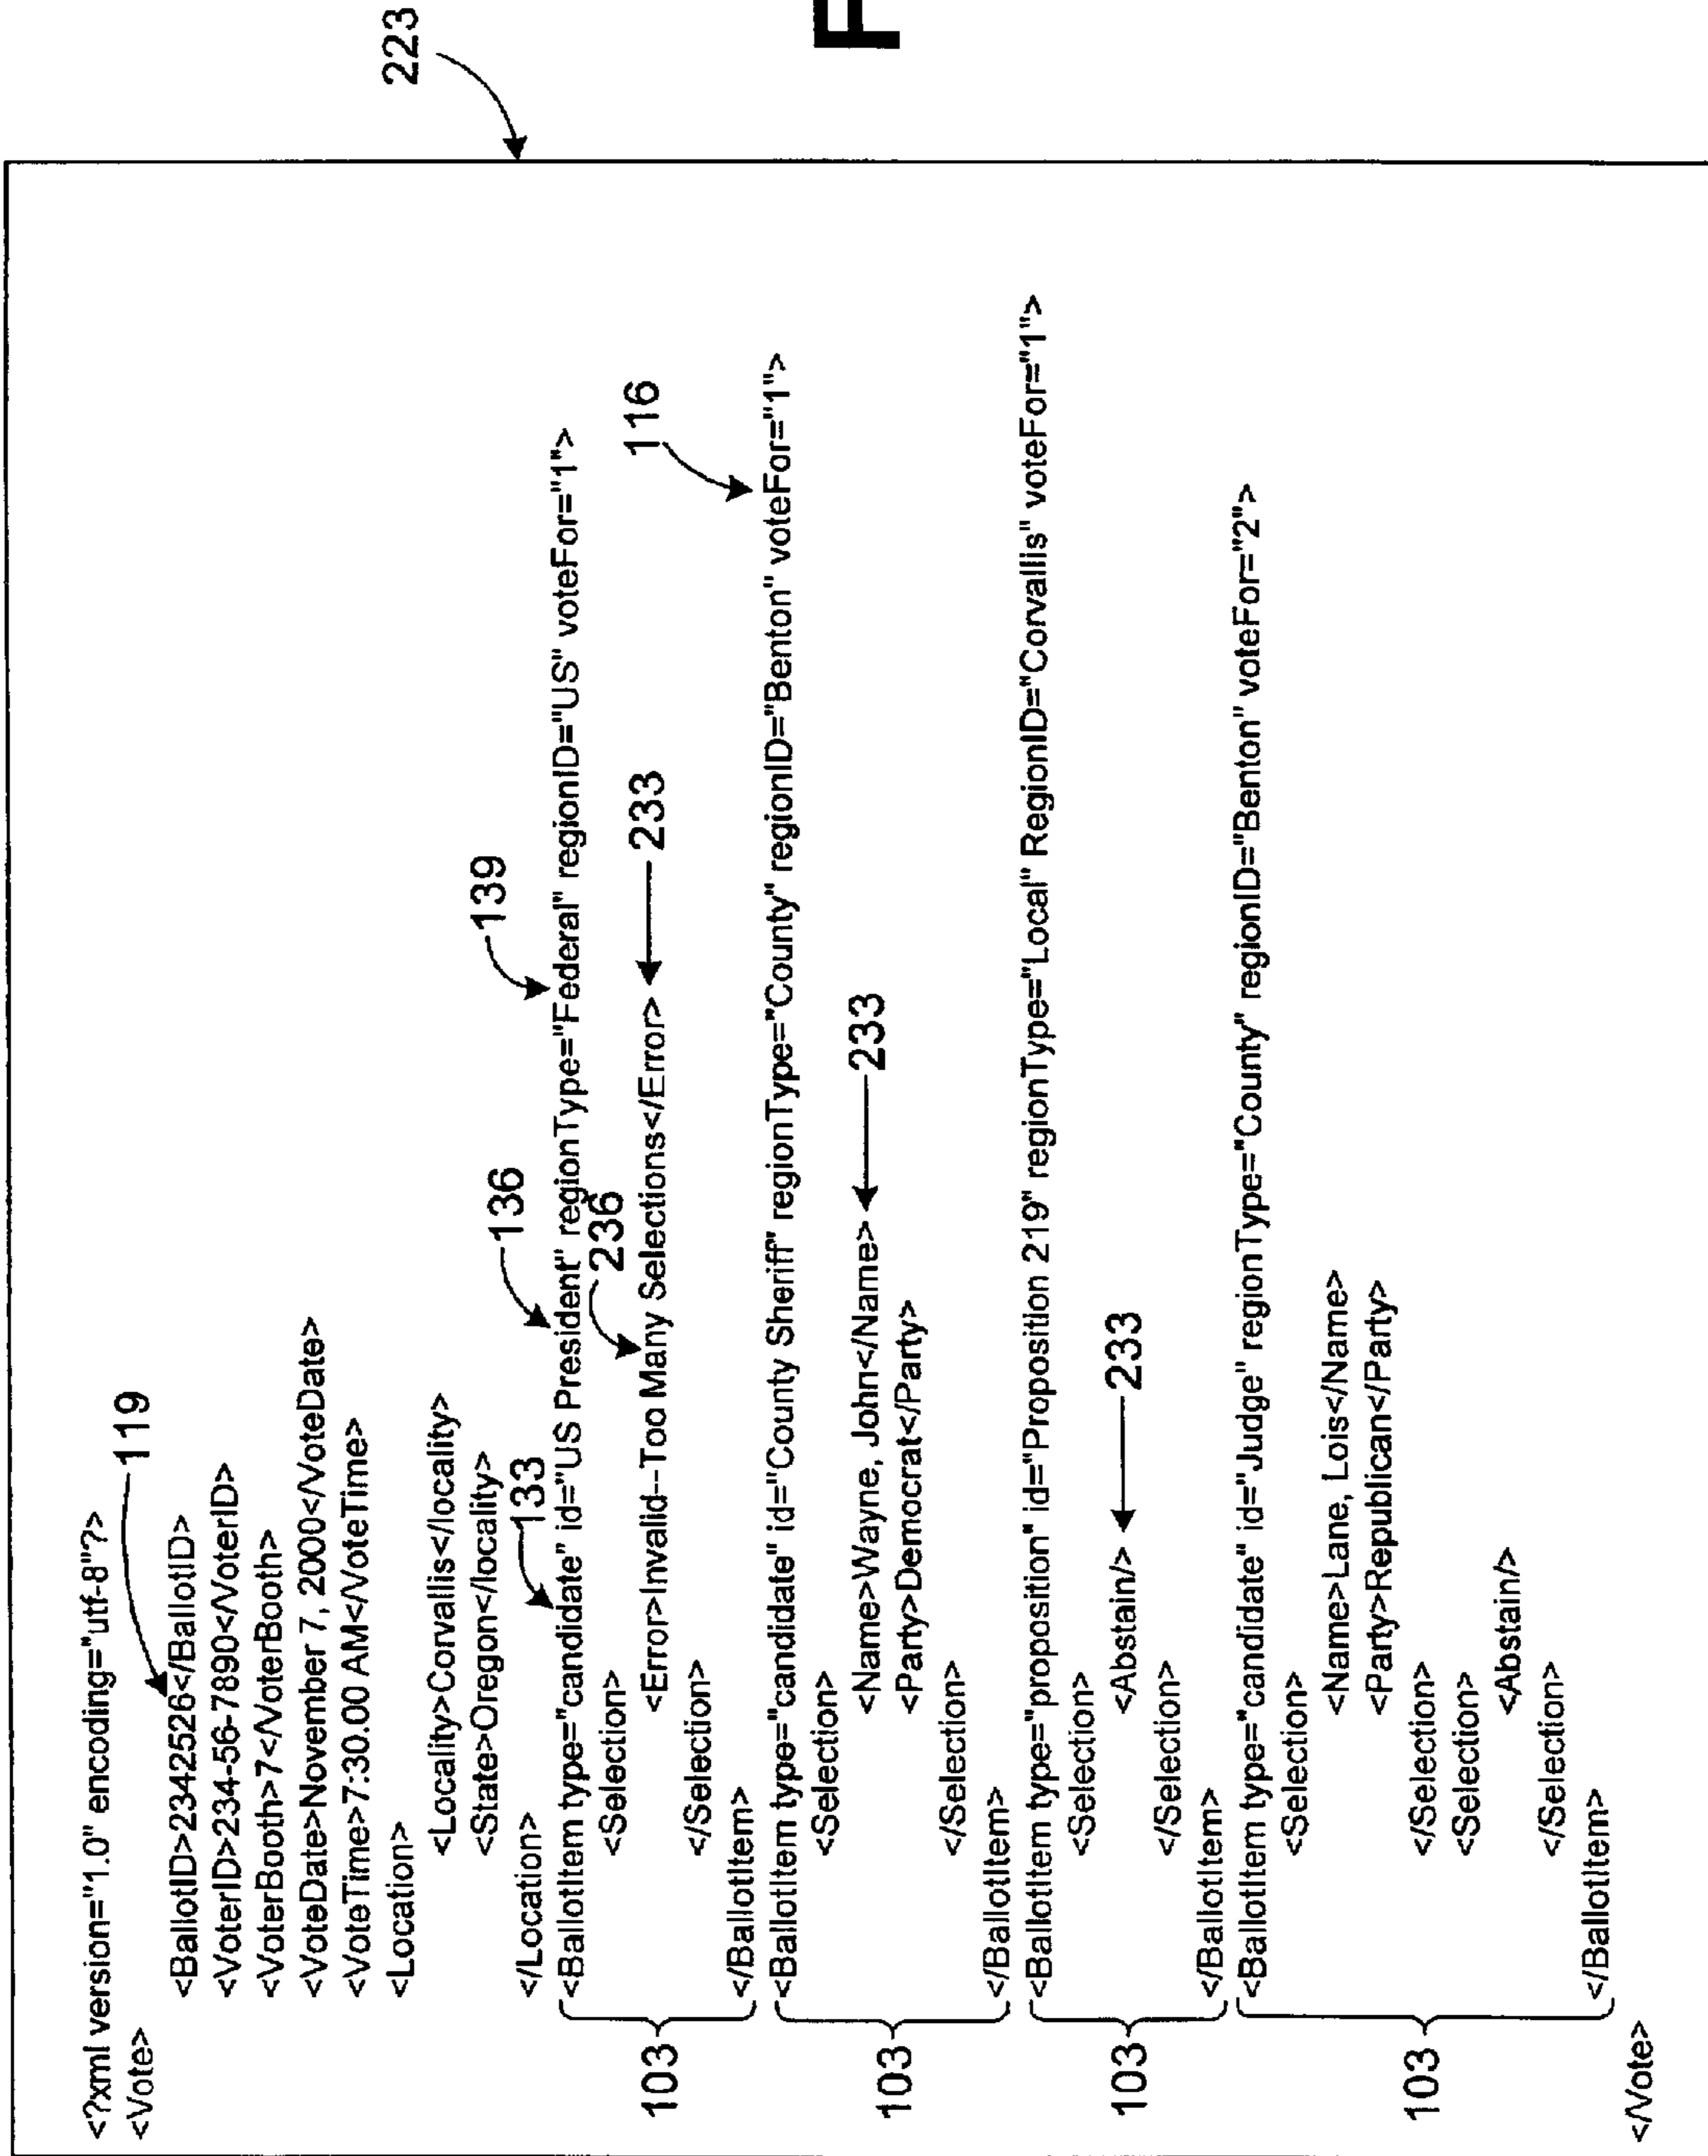 223
<?xml version="1.0" encoding="utf-8"?>
<Vote>
119
<BallotID>2342526</BallotID>
<VoterID>234-56-7890</VoterID>
<VoterBooth>7</VoterBooth>
<VoteDate>November 7, 2000</VoteDate>
<VoteTime>7:30.00 AM</VoteTime>
<Location>
<Locality>Corvallis</locality>
<State>Oregon</locality>
</Location>
133 136 139
<BallotItem type="candidate" id="US President" regionType="Federal" regionID="US" voteFor="1">
<Selection>
236
<Error>Invalid--Too Many Selections</Error> 233
</Selection>
</BallotItem>
103
116
<BallotItem type="candidate" id="County Sheriff" regionType="County" regionID="Benton" voteFor="1">
<Selection>
<Name>Wayne, John</Name> 233
<Party>Democrat</Party>
</Selection>
</BallotItem>
103
<BallotItem type="proposition" id="Proposition 219" regionType="Local" RegionID="Corvallis" voteFor="1">
<Selection>
<Abstain/> 233
</Selection>
</BallotItem>
103
<BallotItem type="candidate" id="Judge" regionType="County" regionID="Benton" voteFor="2">
<Selection>
<Name>Lane, Lois</Name>
<Party>Republican</Party>
</Selection>
<Selection>
<Abstain/>
</Selection>
</BallotItem>
103
</Vote>